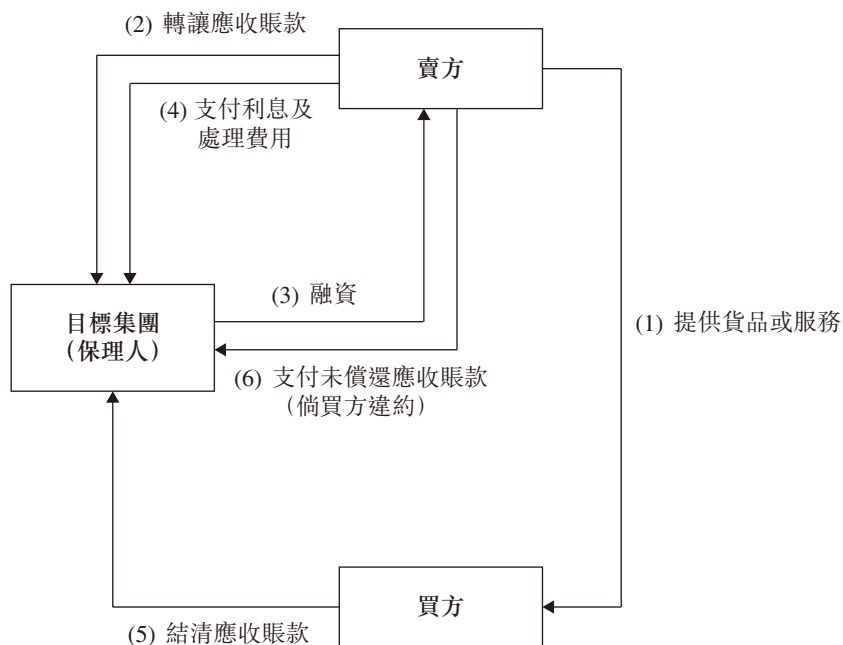 (2) 轉讓應收賬款
賣方
(4) 支付利息及
處理費用
(3) 融資
目標集團
（保理人）
(1) 提供貨品或服務
(6) 支付未償還應收賬款
（倘買方違約）
買方
(5) 結清應收賬款